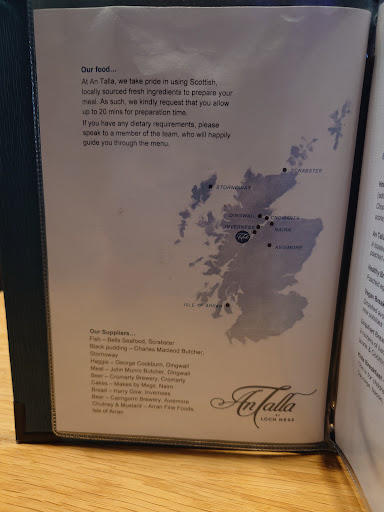 Our food...
At An Talla, we take pride in using Scottish,
locally sourced fresh ingredients to prepare your
meal. As such, we kindly request that you allow
up to 20 mins for preparation time.
If you have any dietary requirements, please
speak to a member of the team, who will happily
guide you through the menu.
SCRABSTER
STORNOWAY
DINGWALL
CROMARTY
INVERNESS
NAIRN
AVIEMORE
ISLE OF ARRAN
Our Suppliers...
Fish – Bells Seafood, Scrabster
Black pudding – Charles Macleod Butcher,
Stornoway
Haggis – George Cockburn, Dingwall
Meat – John Munro Butcher, Dingwall
Beer – Cromarty Brewery, Cromarty
Cakes – Makes by Mags, Nairn
Bread – Harry Gow, Inverness
Beer – Cairngorm Brewery, Aviemore
Chutney & Mustard – Arran Fine Foods,
Isle of Arran
An Talla
LOCH NESS